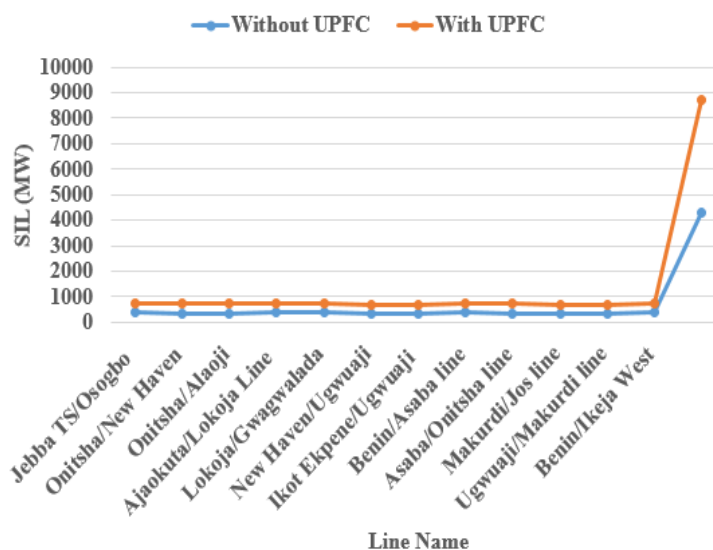 Without UPFC With UPFC
10000
9000
8000
7000
6000
5000
4000
3000
2000
1000
0
SIL (MW)
Jebba TS/Osogbo
Onitsha/New Haven
Onitsha/Alaoji
Ajaokuta/Lokoja Line
Lokoja/Gwagwalada
New Haven/Ugwuaji
Ikot Ekpene/Ugwuaji
Benin/Asaba line
Asaba/Onitsha line
Makurdi/Jos line
Ugwuaji/Makurdi line
Benin/Ikeja West
Line Name